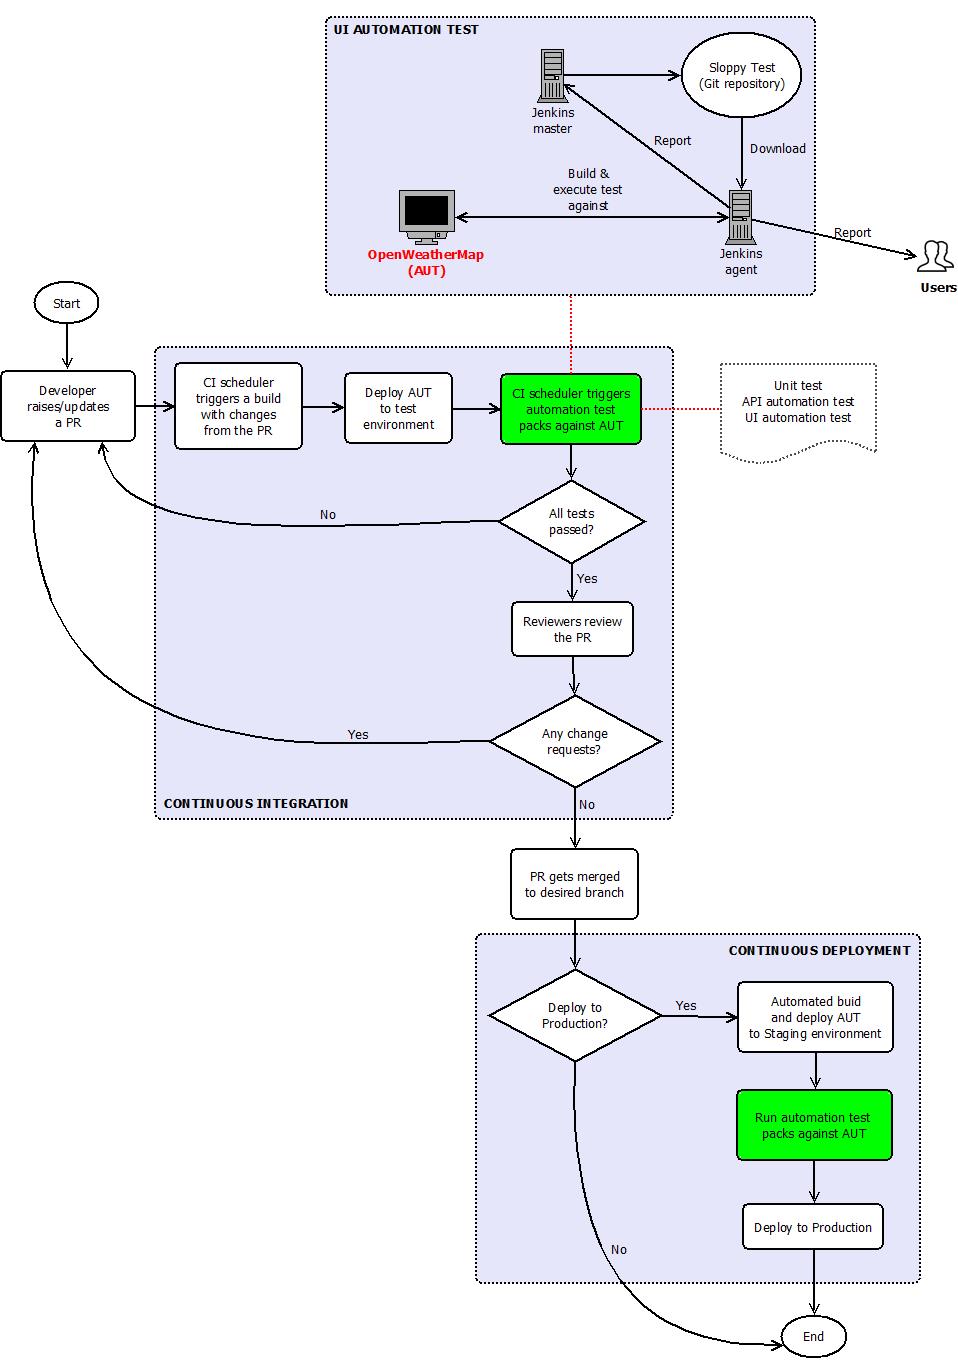 UI AUTOMATION TEST
Sloppy Test
(Git repository)
Jenkins
master
Report
Download
Build &
execute test
against
OpenWeatherMap
(AUT)
Jenkins
agent
Report
Users
Start
Developer
raises/updates
a PR
CI scheduler
triggers a build
with changes
from the PR
Deploy AUT
to test
environment
CI scheduler triggers
automation test
packs against AUT
Unit test
API automation test
UI automation test
All tests
passed?
No
Yes
Reviewers review
the PR
Any change
requests?
Yes
CONTINUOUS INTEGRATION
No
PR gets merged
to desired branch
CONTINUOUS DEPLOYMENT
Deploy to
Production?
Yes
Automated buid
and deploy AUT
to Staging environment
Run automation test
packs against AUT
Deploy to Production
No
End